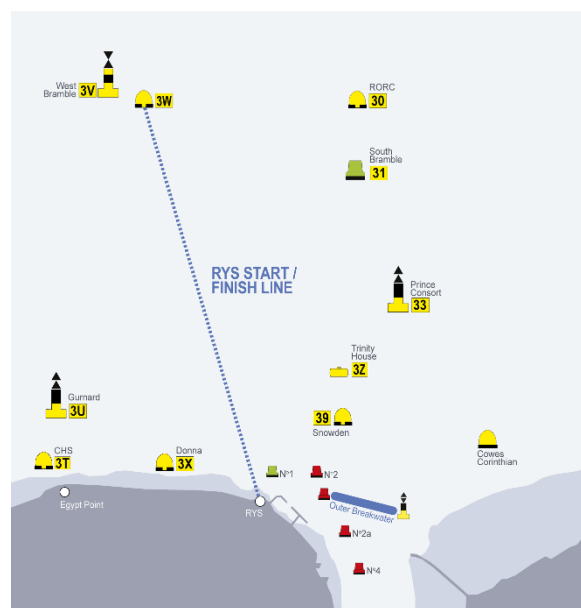 West
Bramble
3V
3W
RORC
30
South
Bramble
31
RYS START /
FINISH LINE
Prince
Consort
33
Trinity
House
3Z
Gurnard
3U
39
Snowden
Cowes
Corinthian
CHS
3T
Donna
3X
Nº1
Nº2
Egypt Point
RYS
Outer Breakwater
Nº2a
Nº4